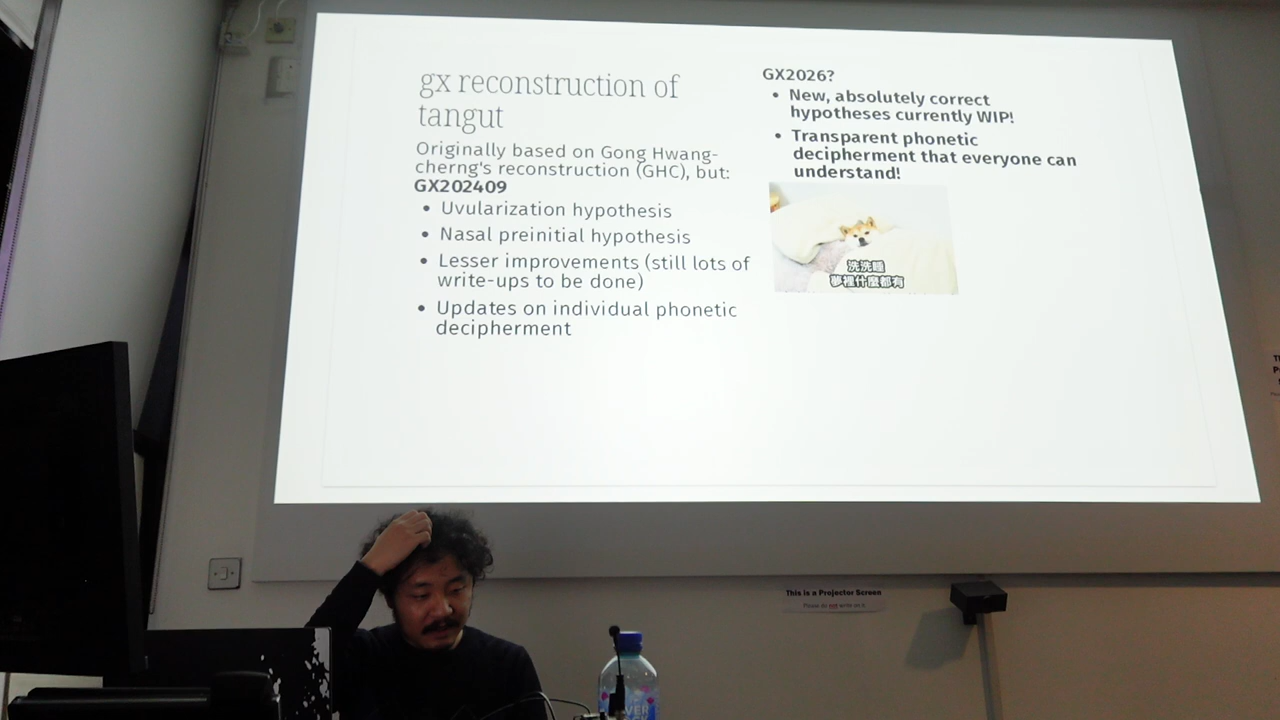 gx reconstruction of
tangut
Originally based on Gong Hwang-
cherng's reconstruction (GHC), but:
GX202409
• Uvularization hypothesis
• Nasal preinitial hypothesis
• Lesser improvements (still lots of
write-ups to be done)
• Updates on individual phonetic
decipherment
GX2026?
• New, absolutely correct
hypotheses currently WIP!
• Transparent phonetic
decipherment that everyone can
understand!
洗洗睡
夢裡什麼都有
This is a Projector Screen
Please do not write on it